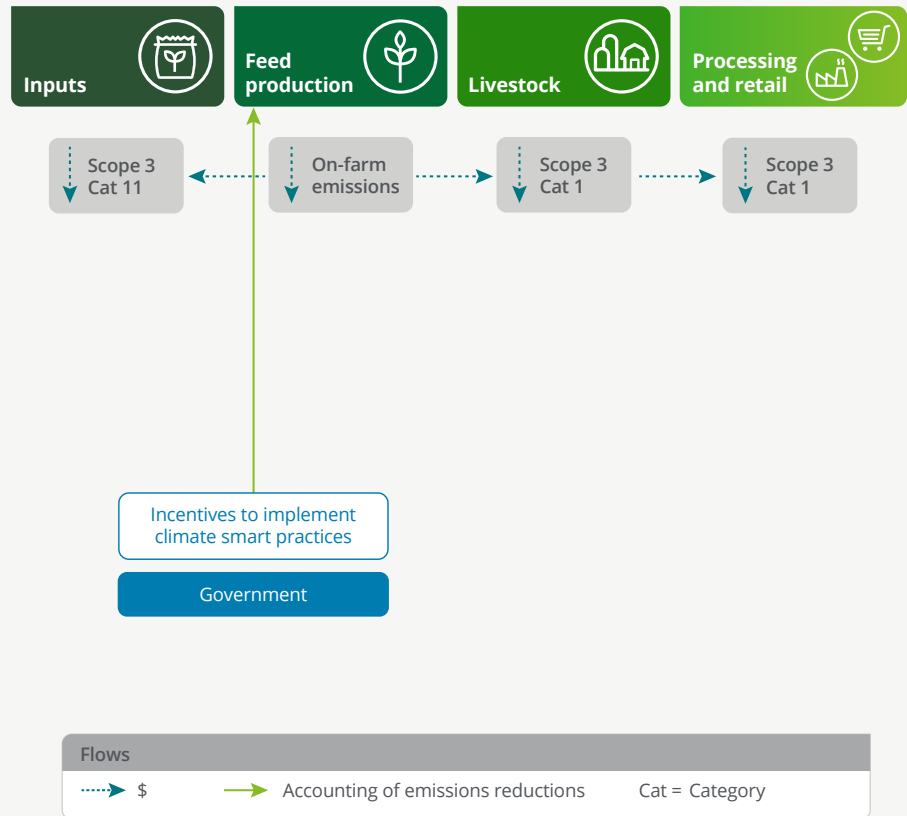 Inputs
Feed
production
Livestock
Processing
and retail
Scope 3
Cat 11
On-farm
emissions
Scope 3
Cat 1
Scope 3
Cat 1
Incentives to implement
climate smart practices
Government
Flows
$
Accounting of emissions reductions
Cat = Category